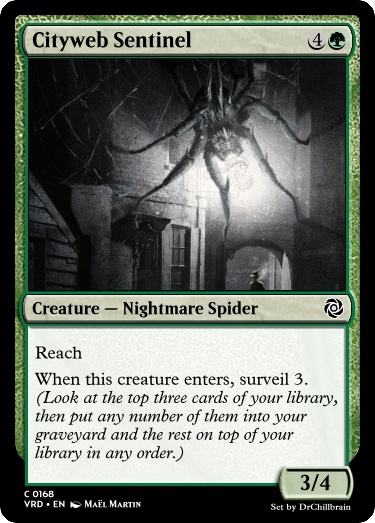 Cityweb Sentinel 4
Creature — Nightmare Spider
Reach
When this creature enters, surveil 3.
(Look at the top three cards of your library,
then put any number of them into your
graveyard and the rest on top of your
library in any order.)
3/4
C 0168
VRD • EN Maël Martin
Set by DrChillbrain